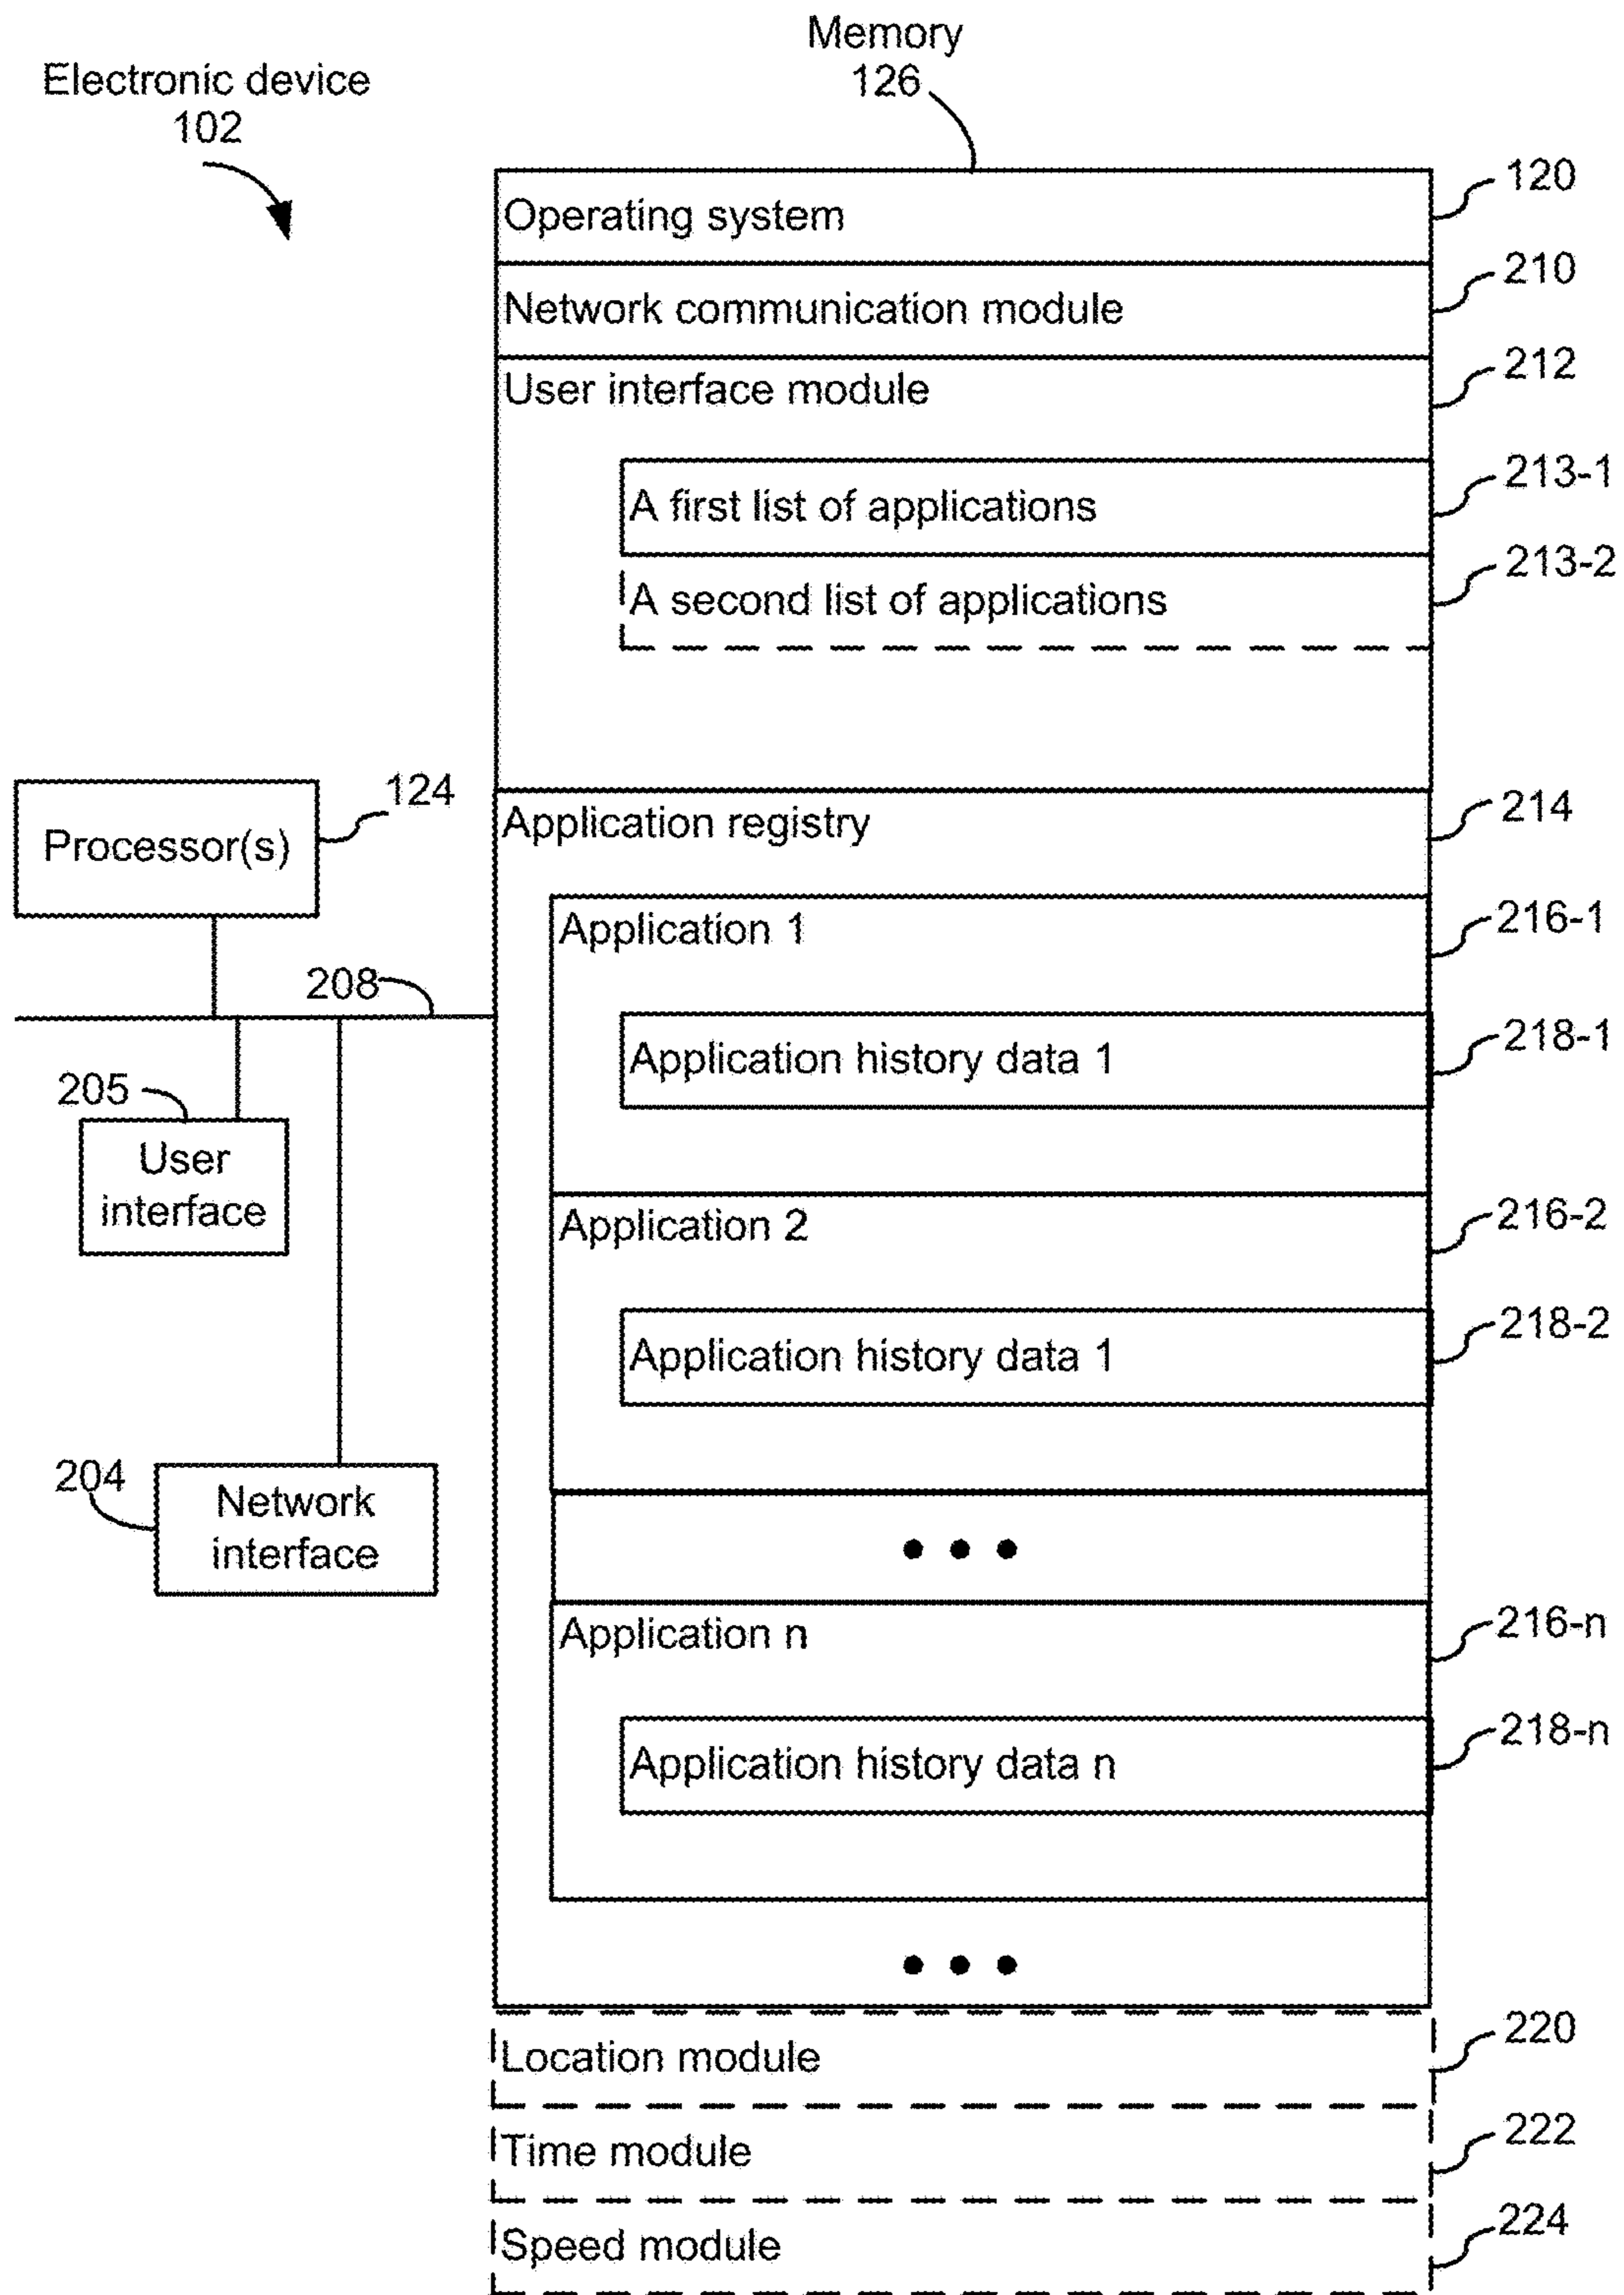 Memory
126
Electronic device
102
Operating system
120
Network communication module
210
User interface module
212
A first list of applications
213-1
A second list of applications
213-2
Processor(s)
124
Application registry
214
Application 1
216-1
208
Application history data 1
218-1
205
User
interface
Application 2
216-2
Application history data 1
218-2
204
Network
interface
• • •
Application n
216-n
Application history data n
218-n
• • •
Location module
220
Time module
222
Speed module
224